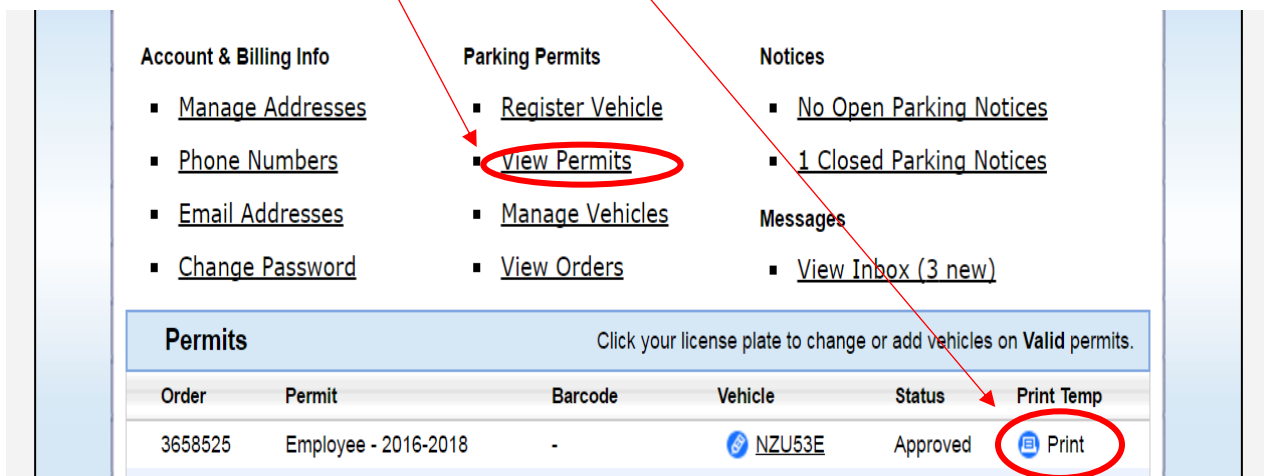 Account & Billing Info
Manage Addresses
Phone Numbers
Email Addresses
Change Password
Parking Permits
Register Vehicle
View Permits
Manage Vehicles
View Orders
Notices
No Open Parking Notices
1 Closed Parking Notices
Messages
View Inbox (3 new)
Permits Click your license plate to change or add vehicles on Valid permits.
Order Permit Barcode Vehicle Status Print Temp
3658525 Employee - 2016-2018 - NZU53E Approved Print